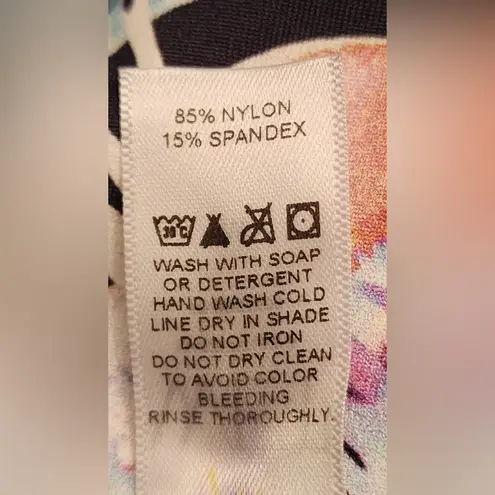 85% NYLON
15% SPANDEX
30°C
WASH WITH SOAP
OR DETERGENT
HAND WASH COLD
LINE DRY IN SHADE
DO NOT IRON
DO NOT DRY CLEAN
TO AVOID COLOR
BLEEDING
RINSE THOROUGHLY.